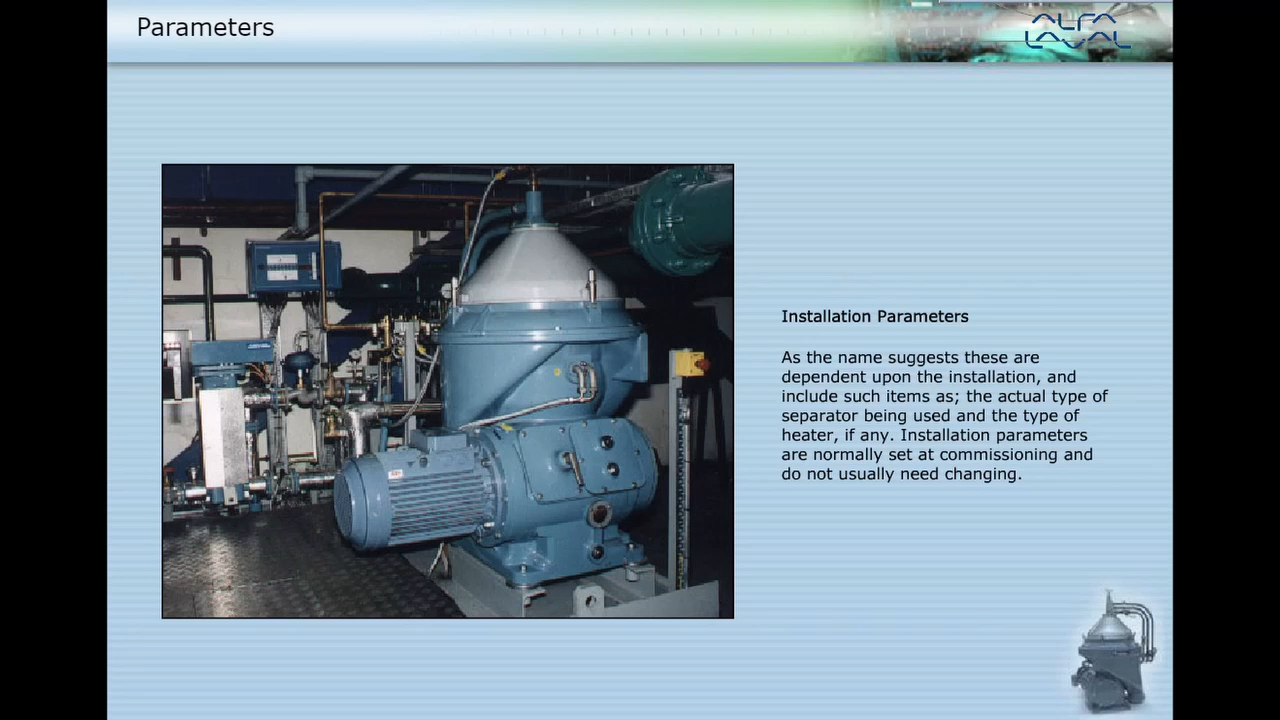 Parameters
ALFA
LAVAL
Installation Parameters
As the name suggests these are
dependent upon the installation, and
include such items as; the actual type of
separator being used and the type of
heater, if any. Installation parameters
are normally set at commissioning and
do not usually need changing.